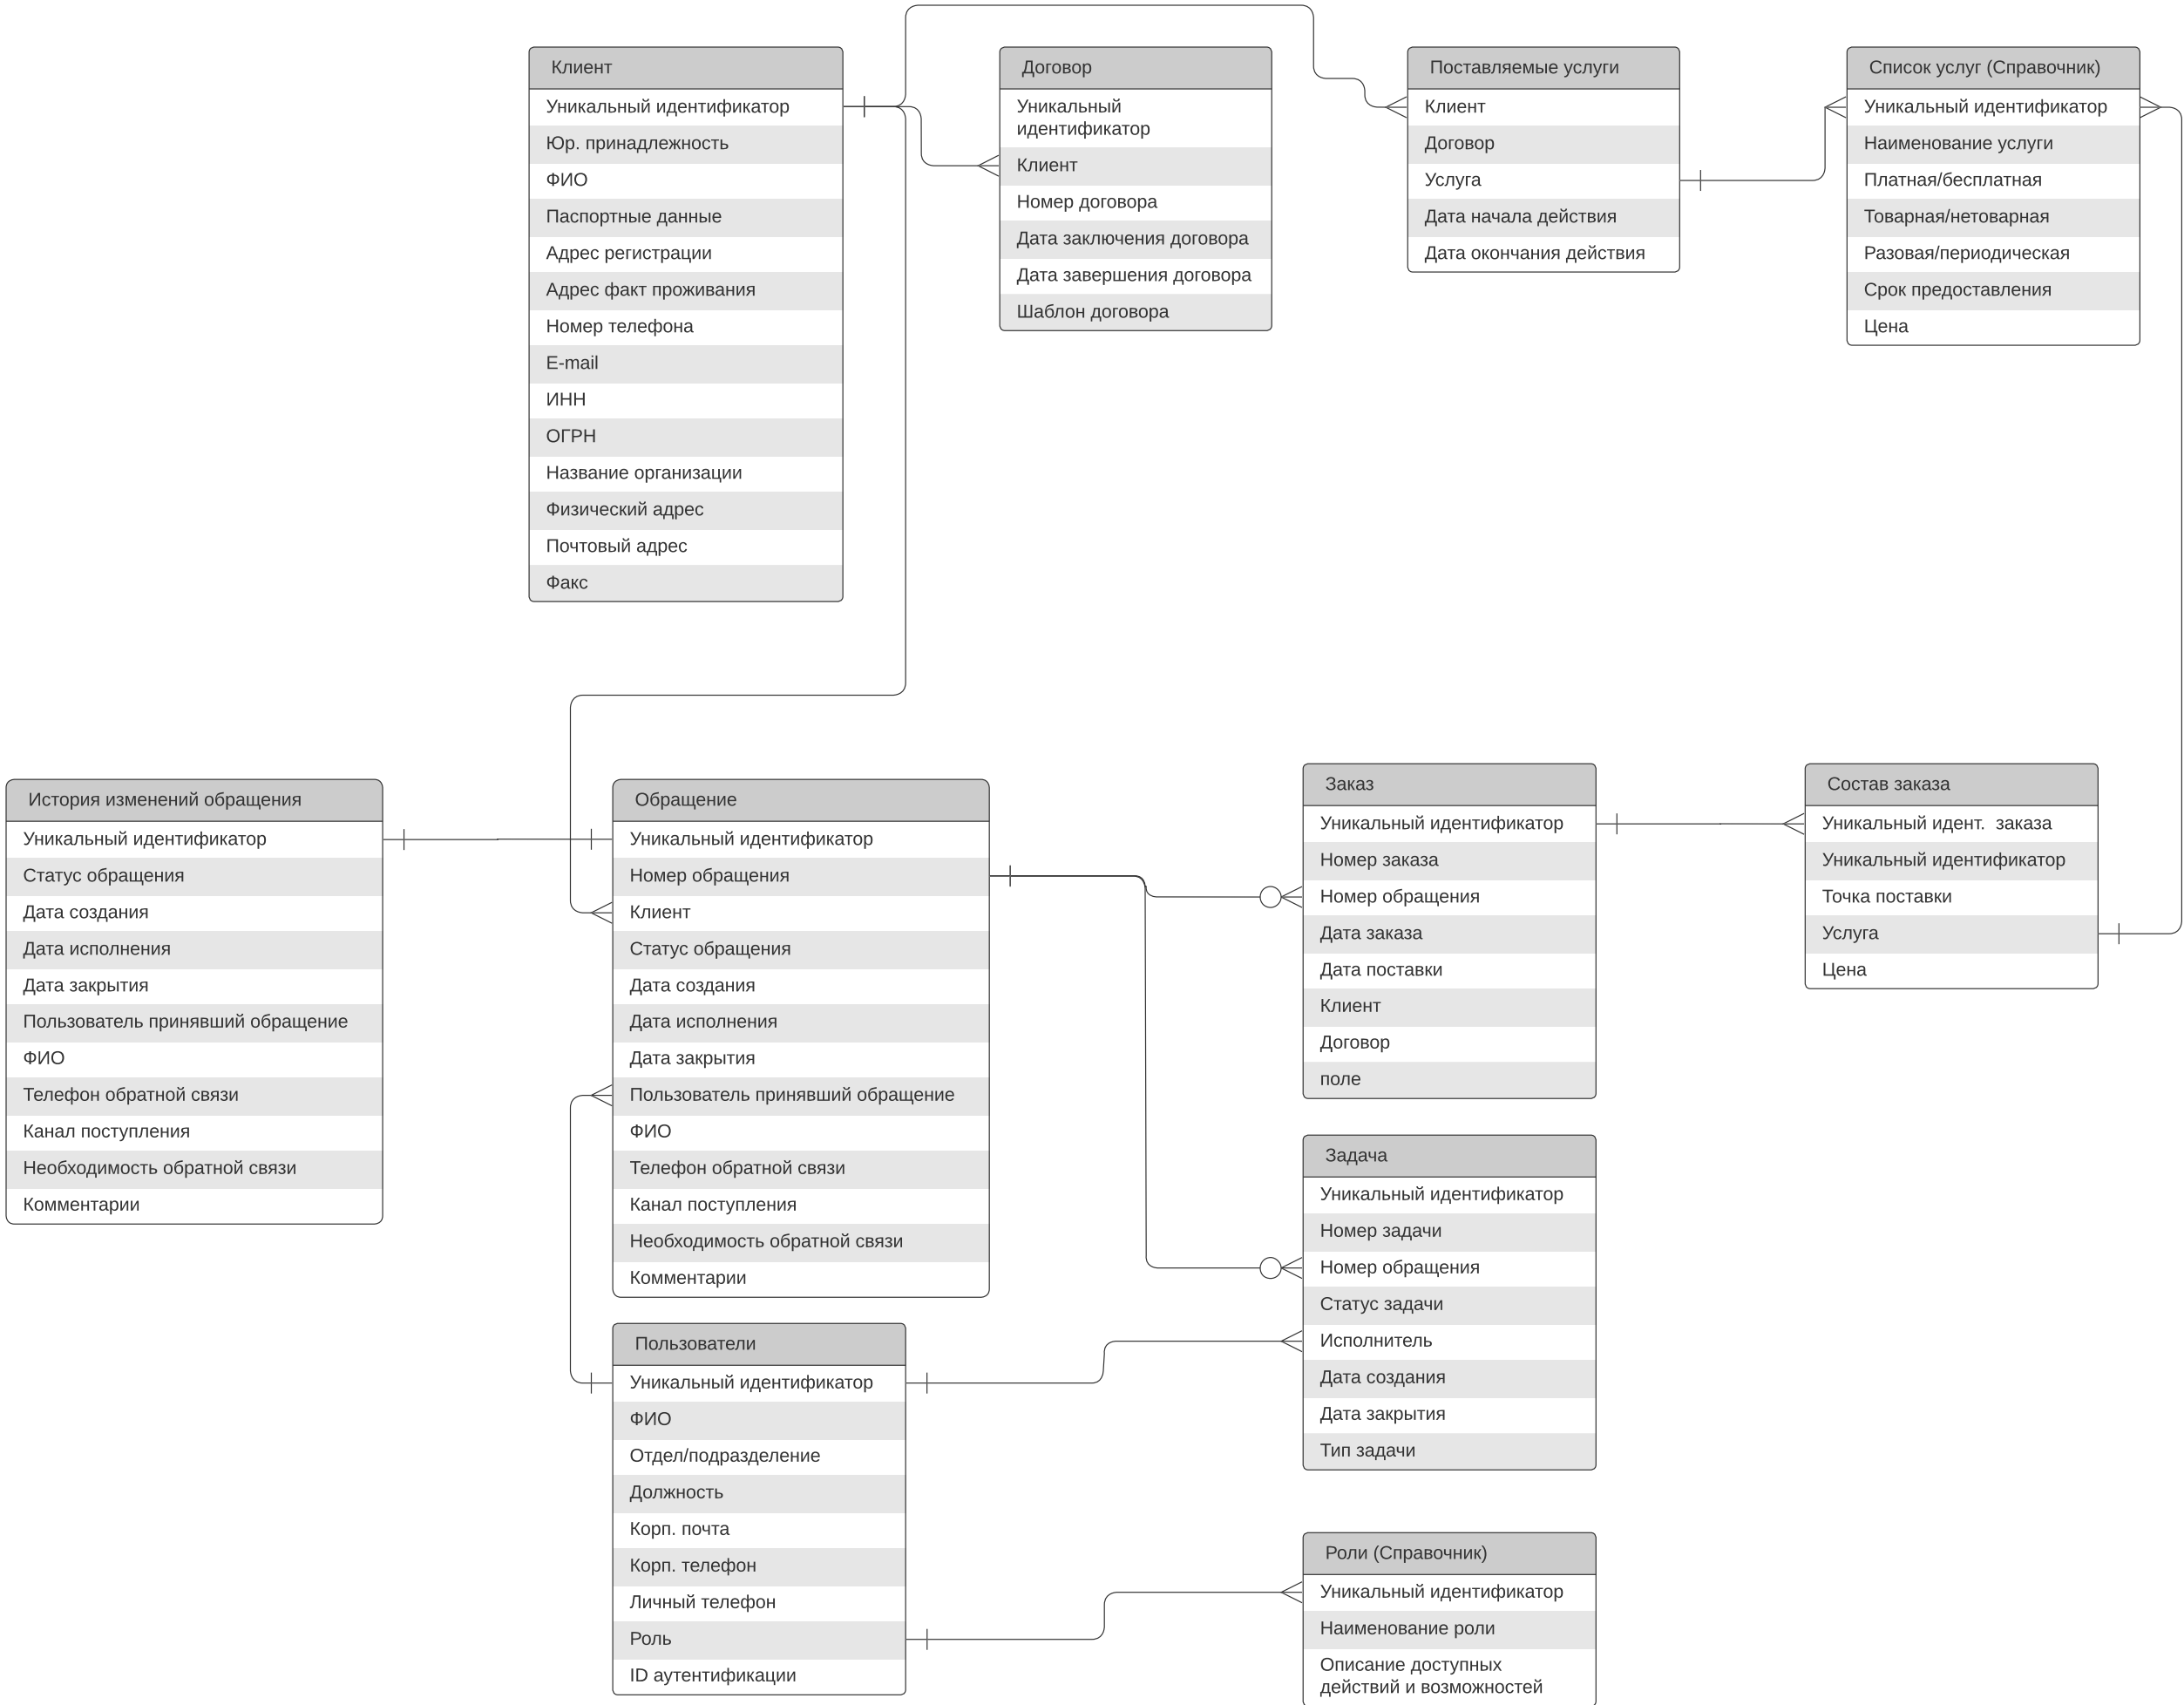 Клиент
Уникальный идентификатор
Юр. принадлежность
ФИО
Паспортные данные
Адрес регистрации
Адрес факт проживания
Номер телефона
E-mail
ИНН
ОГРН
Название организации
Физический адрес
Почтовый адрес
Факс
Договор
Уникальный
идентификатор
Клиент
Номер договора
Дата заключения договора
Дата завершения договора
Шаблон договора
Поставляемые услуги
Клиент
Договор
Услуга
Дата начала действия
Дата окончания действия
Список услуг (Справочник)
Уникальный идентификатор
Наименование услуги
Платная/бесплатная
Товарная/нетоварная
Разовая/периодическая
Срок предоставления
Цена
История изменений обращения
Уникальный идентификатор
Статус обращения
Дата создания
Дата исполнения
Дата закрытия
Пользователь принявший обращение
ФИО
Телефон обратной связи
Канал поступления
Необходимость обратной связи
Комментарии
Обращение
Уникальный идентификатор
Номер обращения
Клиент
Статус обращения
Дата создания
Дата исполнения
Дата закрытия
Пользователь принявший обращение
ФИО
Телефон обратной связи
Канал поступления
Необходимость обратной связи
Комментарии
Заказ
Уникальный идентификатор
Номер заказа
Номер обращения
Дата заказа
Дата поставки
Клиент
Договор
поле
Состав заказа
Уникальный идент.  заказа
Уникальный идентификатор
Точка поставки
Услуга
Цена
Задача
Уникальный идентификатор
Номер задачи
Номер обращения
Статус задачи
Исполнитель
Дата создания
Дата закрытия
Тип задачи
Пользователи
Уникальный идентификатор
ФИО
Отдел/подразделение
Должность
Корп. почта
Корп. телефон
Личный телефон
Роль
ID аутентификации
Роли (Справочник)
Уникальный идентификатор
Наименование роли
Описание доступных
действий и возможностей